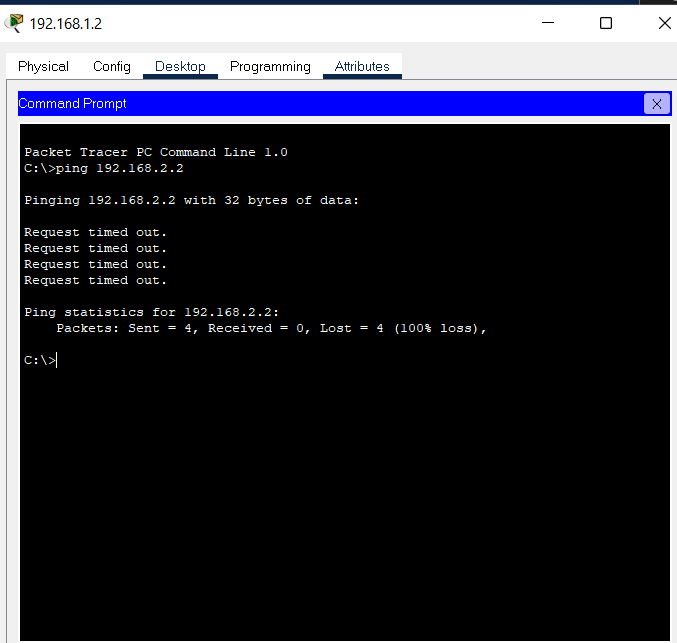 192.168.1.2
Physical Config Desktop Programming Attributes
Command Prompt
X
Packet Tracer PC Command Line 1.0
C:\>ping 192.168.2.2
Pinging 192.168.2.2 with 32 bytes of data:
Request timed out.
Request timed out.
Request timed out.
Request timed out.
Ping statistics for 192.168.2.2:
    Packets: Sent = 4, Received = 0, Lost = 4 (100% loss),
C:\>